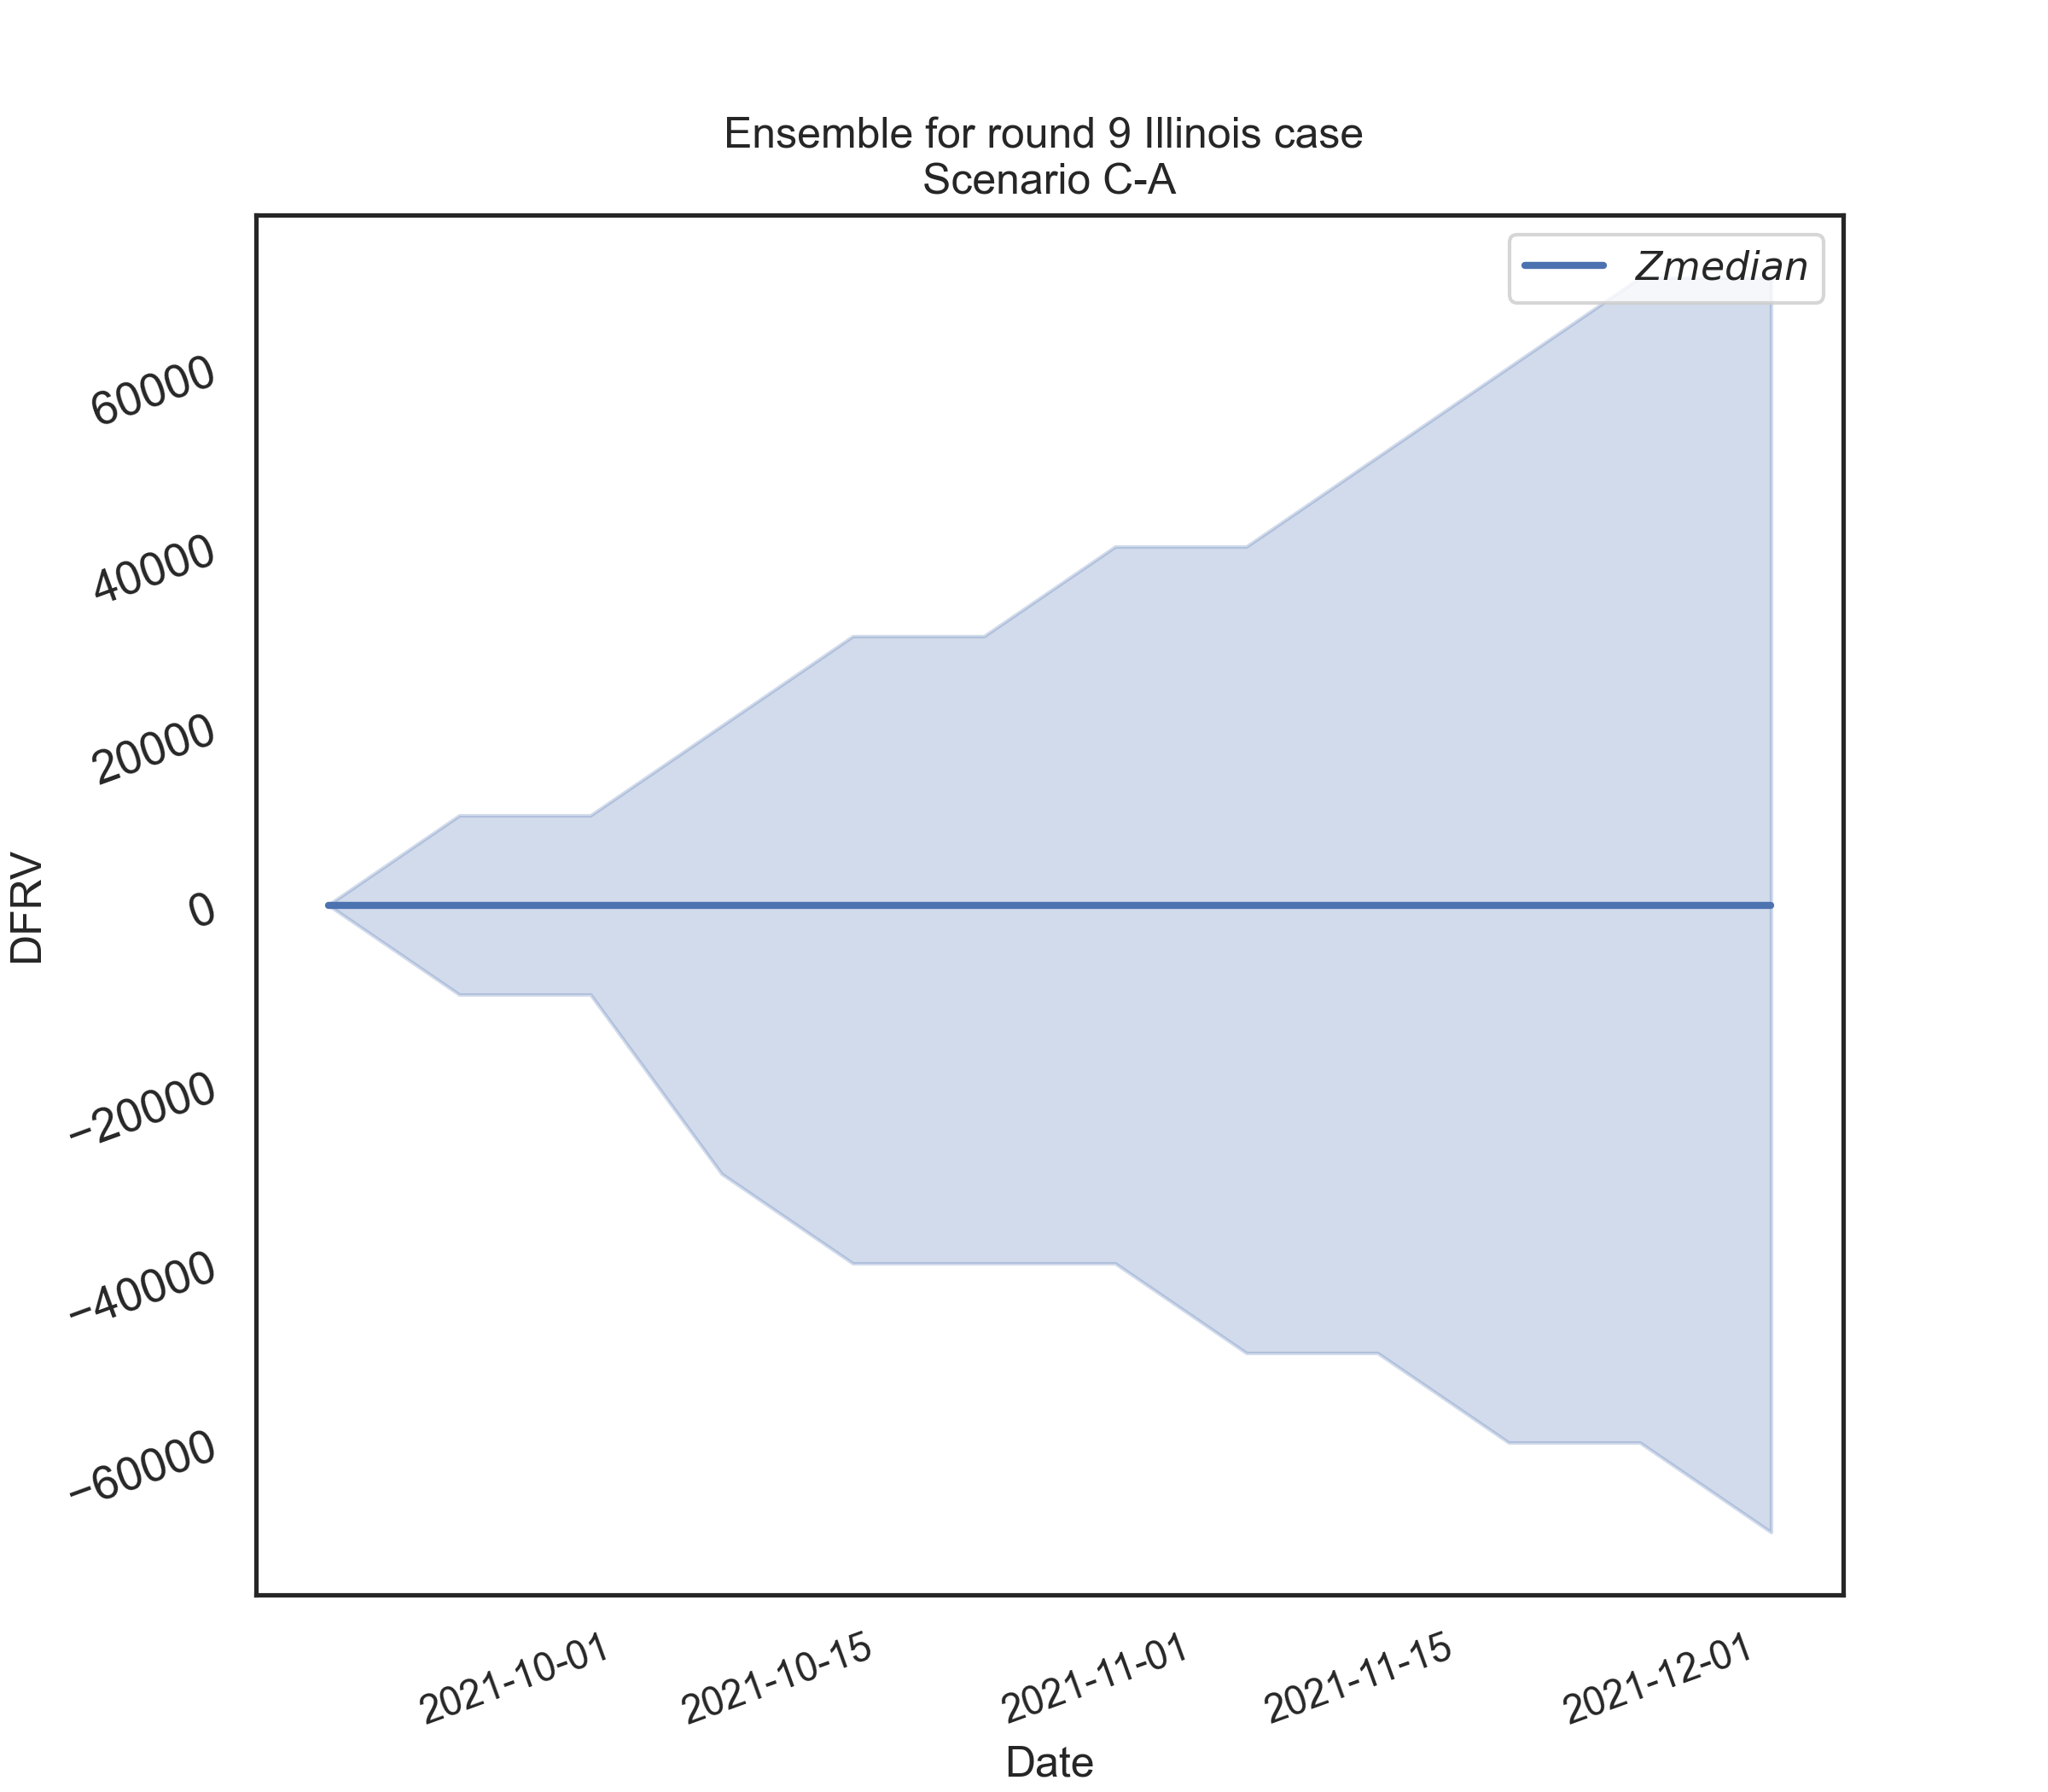 Ensemble for round 9 Illinois case
Scenario C-A
Zmedian
60000
40000
20000
0
−20000
−40000
−60000
DFRV
2021-10-01
2021-10-15
2021-11-01
2021-11-15
2021-12-01
Date